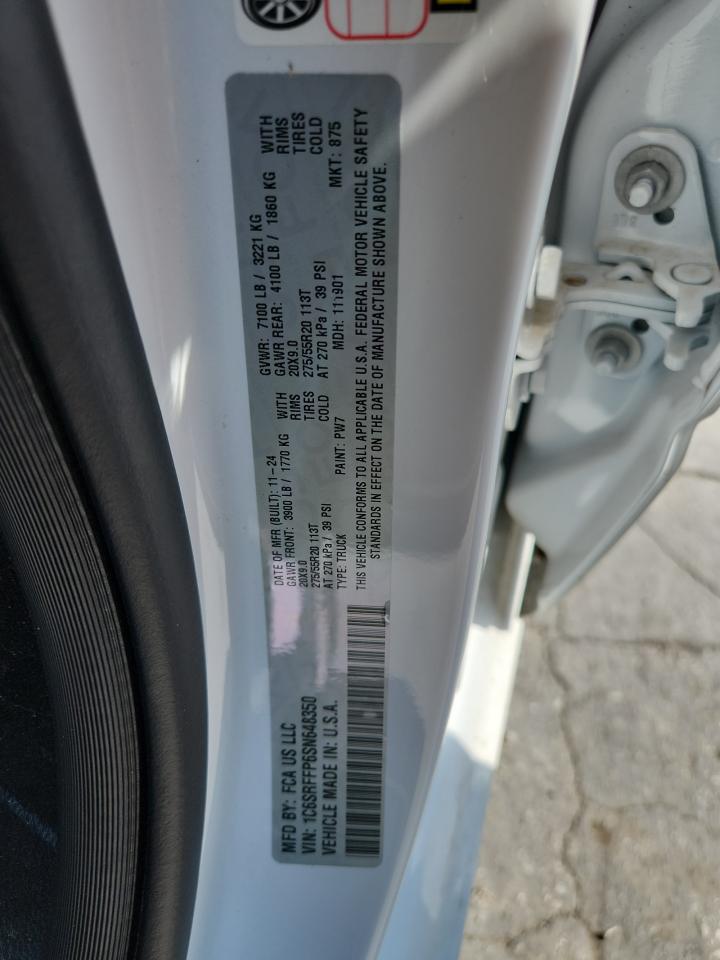 MFD BY: FCA US LLC
VIN: 1C6SRFFP6SN648350
VEHICLE MADE IN: U.S.A.
DATE OF MFR (BUILT): 11-24
GAWR FRONT: 3900 LB / 1770 KG WITH
20X9.0 RIMS
275/55R20 113T TIRES
AT 270 kPa / 39 PSI COLD
GVWR: 7100 LB / 3221 KG
GAWR REAR: 4100 LB / 1860 KG WITH
20X9.0 RIMS
275/55R20 113T TIRES
AT 270 kPa / 39 PSI COLD
TYPE: TRUCK PAINT: PW7 MDH: 111901 MKT: 875
THIS VEHICLE CONFORMS TO ALL APPLICABLE U.S.A. FEDERAL MOTOR VEHICLE SAFETY
STANDARDS IN EFFECT ON THE DATE OF MANUFACTURE SHOWN ABOVE.